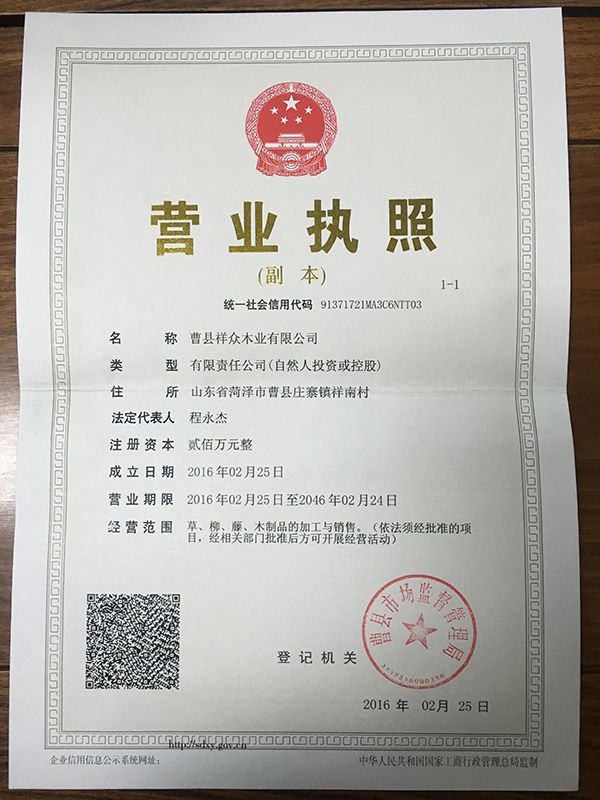 营业执照
(副 本)
1-1
统一社会信用代码 91371721MA3C6NTT03
名 称 曹县祥众木业有限公司
类 型 有限责任公司(自然人投资或控股)
住 所 山东省菏泽市曹县庄寨镇祥南村
法定代表人 程永杰
注册资本 贰佰万元整
成立日期 2016年02月25日
营业期限 2016年02月25日至2046年02月24日
经营范围 草、柳、藤、木制品的加工与销售。(依法须经批准的项
目,经相关部门批准后方可开展经营活动)
曹县市场监督管理局
3717210000350
登记机关
2016 年 02月 25 日
http://sdxy.gov.cn
企业信用信息公示系统网址:
中华人民共和国国家工商行政管理总局监制